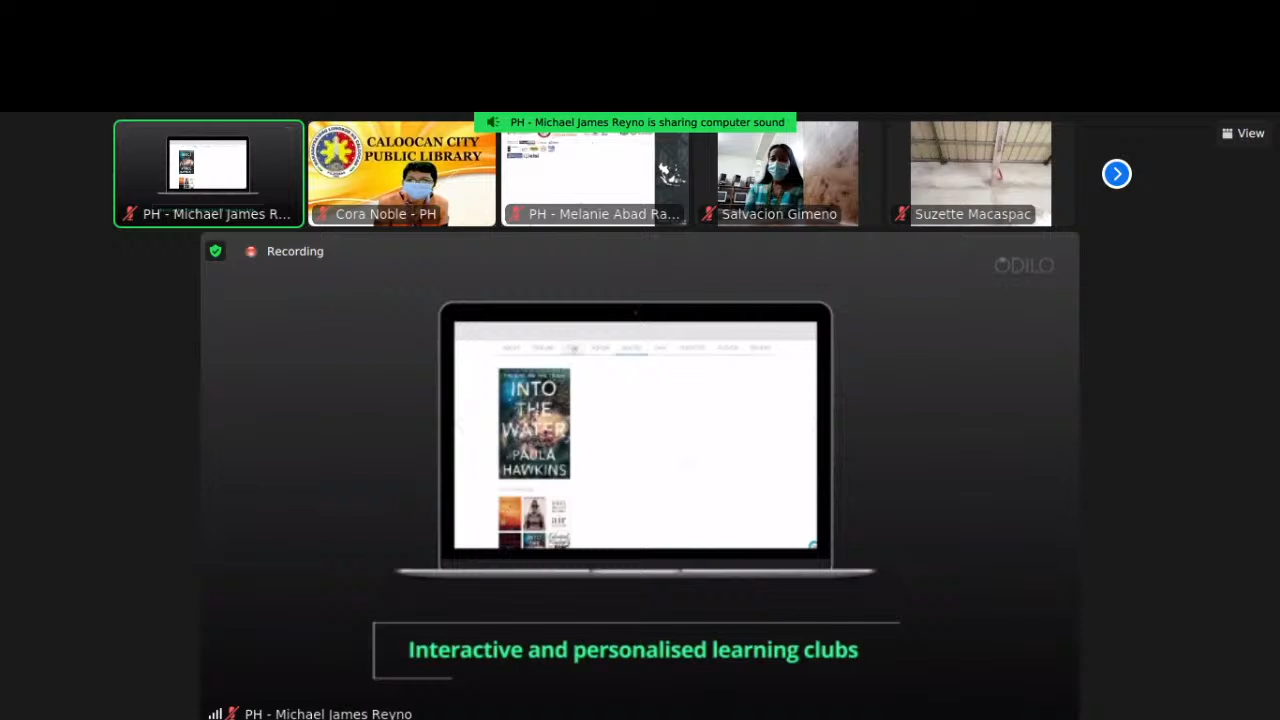 PH - Michael James Reyno is sharing computer sound
View
CALOOCAN CITY
PUBLIC LIBRARY
PH - Michael James R...
Cora Noble - PH
PH - Melanie Abad Ra...
Salvacion Gimeno
Suzette Macaspac
Recording
ODILO
INTO
THE
WATER
PAULA
HAWKINS
air
Interactive and personalised learning clubs
PH - Michael James Reyno